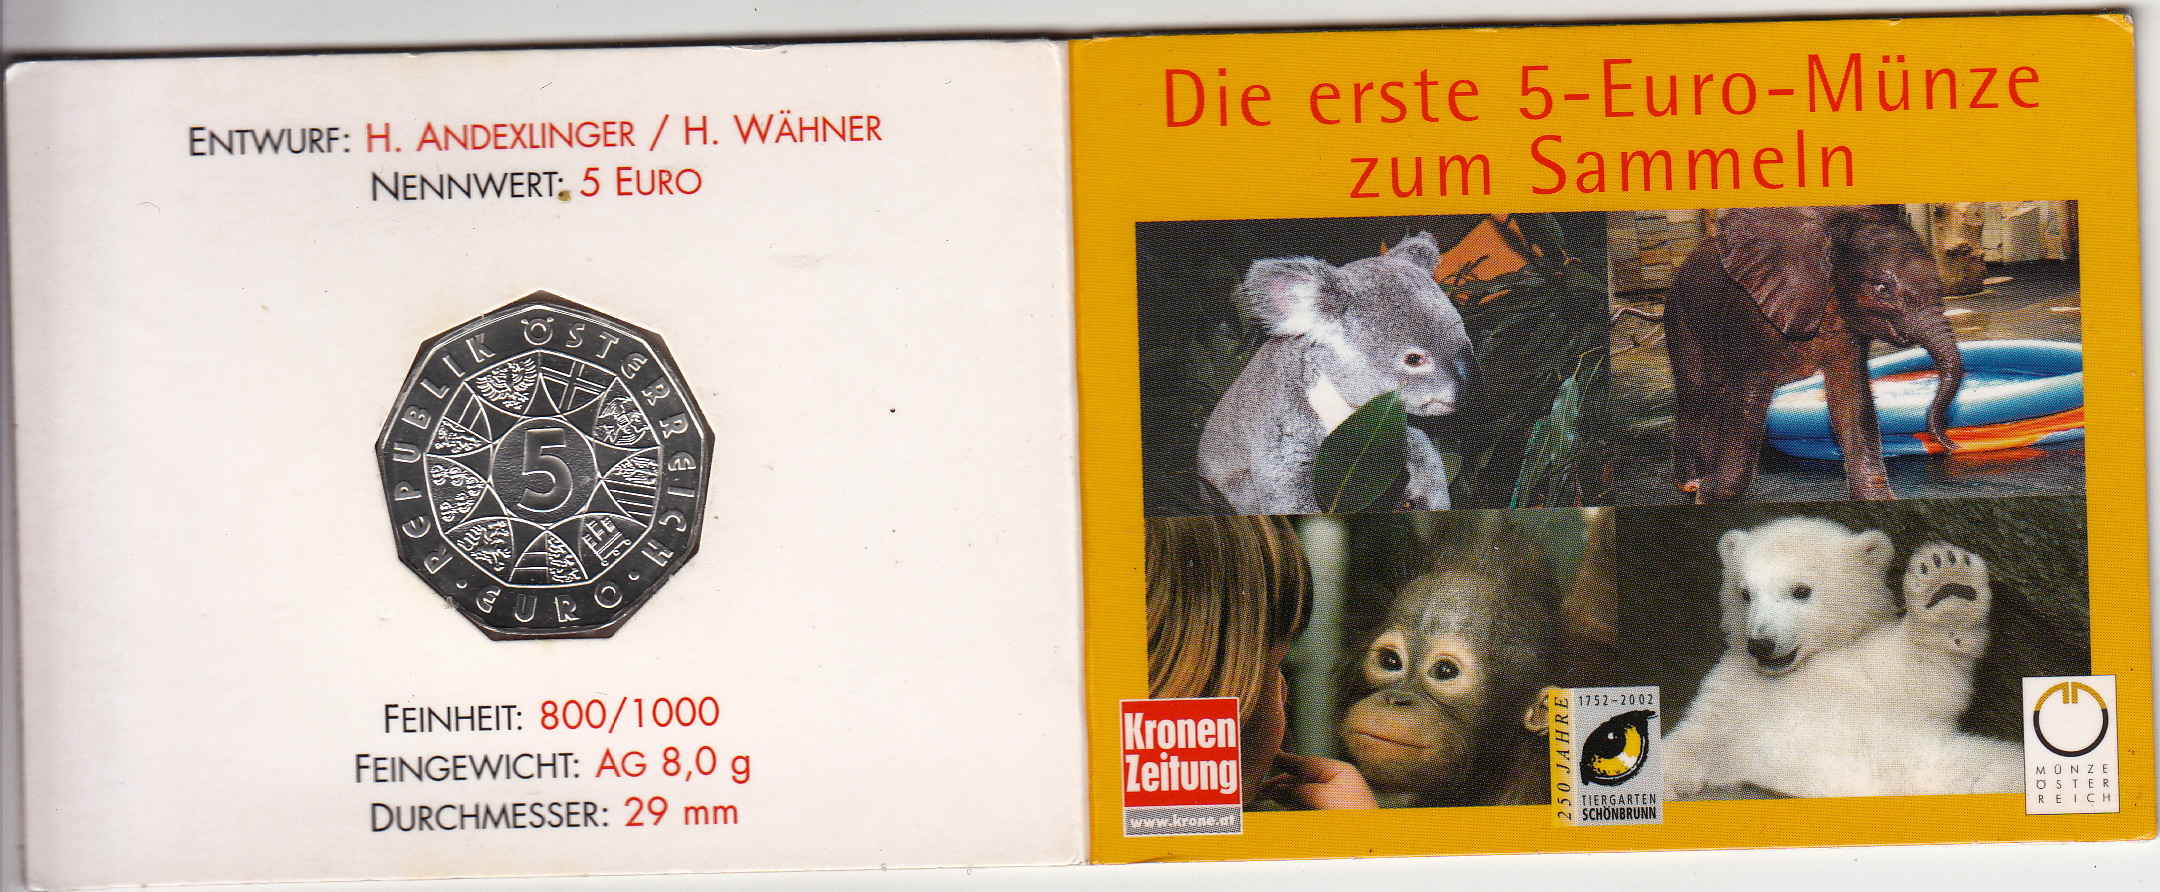 ENTWURF: H. ANDEXLINGER / H. WÄHNER
NENNWERT: 5 EURO
REPUBLIK ÖSTERREICH
5
· EURO ·
FEINHEIT: 800/1000
FEINGEWICHT: AG 8,0 g
DURCHMESSER: 29 mm
Die erste 5-Euro-Münze
zum Sammeln
Kronen
Zeitung
www.krone.at
250 JAHRE
1752-2002
TIERGARTEN
SCHÖNBRUNN
MÜNZE
ÖSTER
REICH